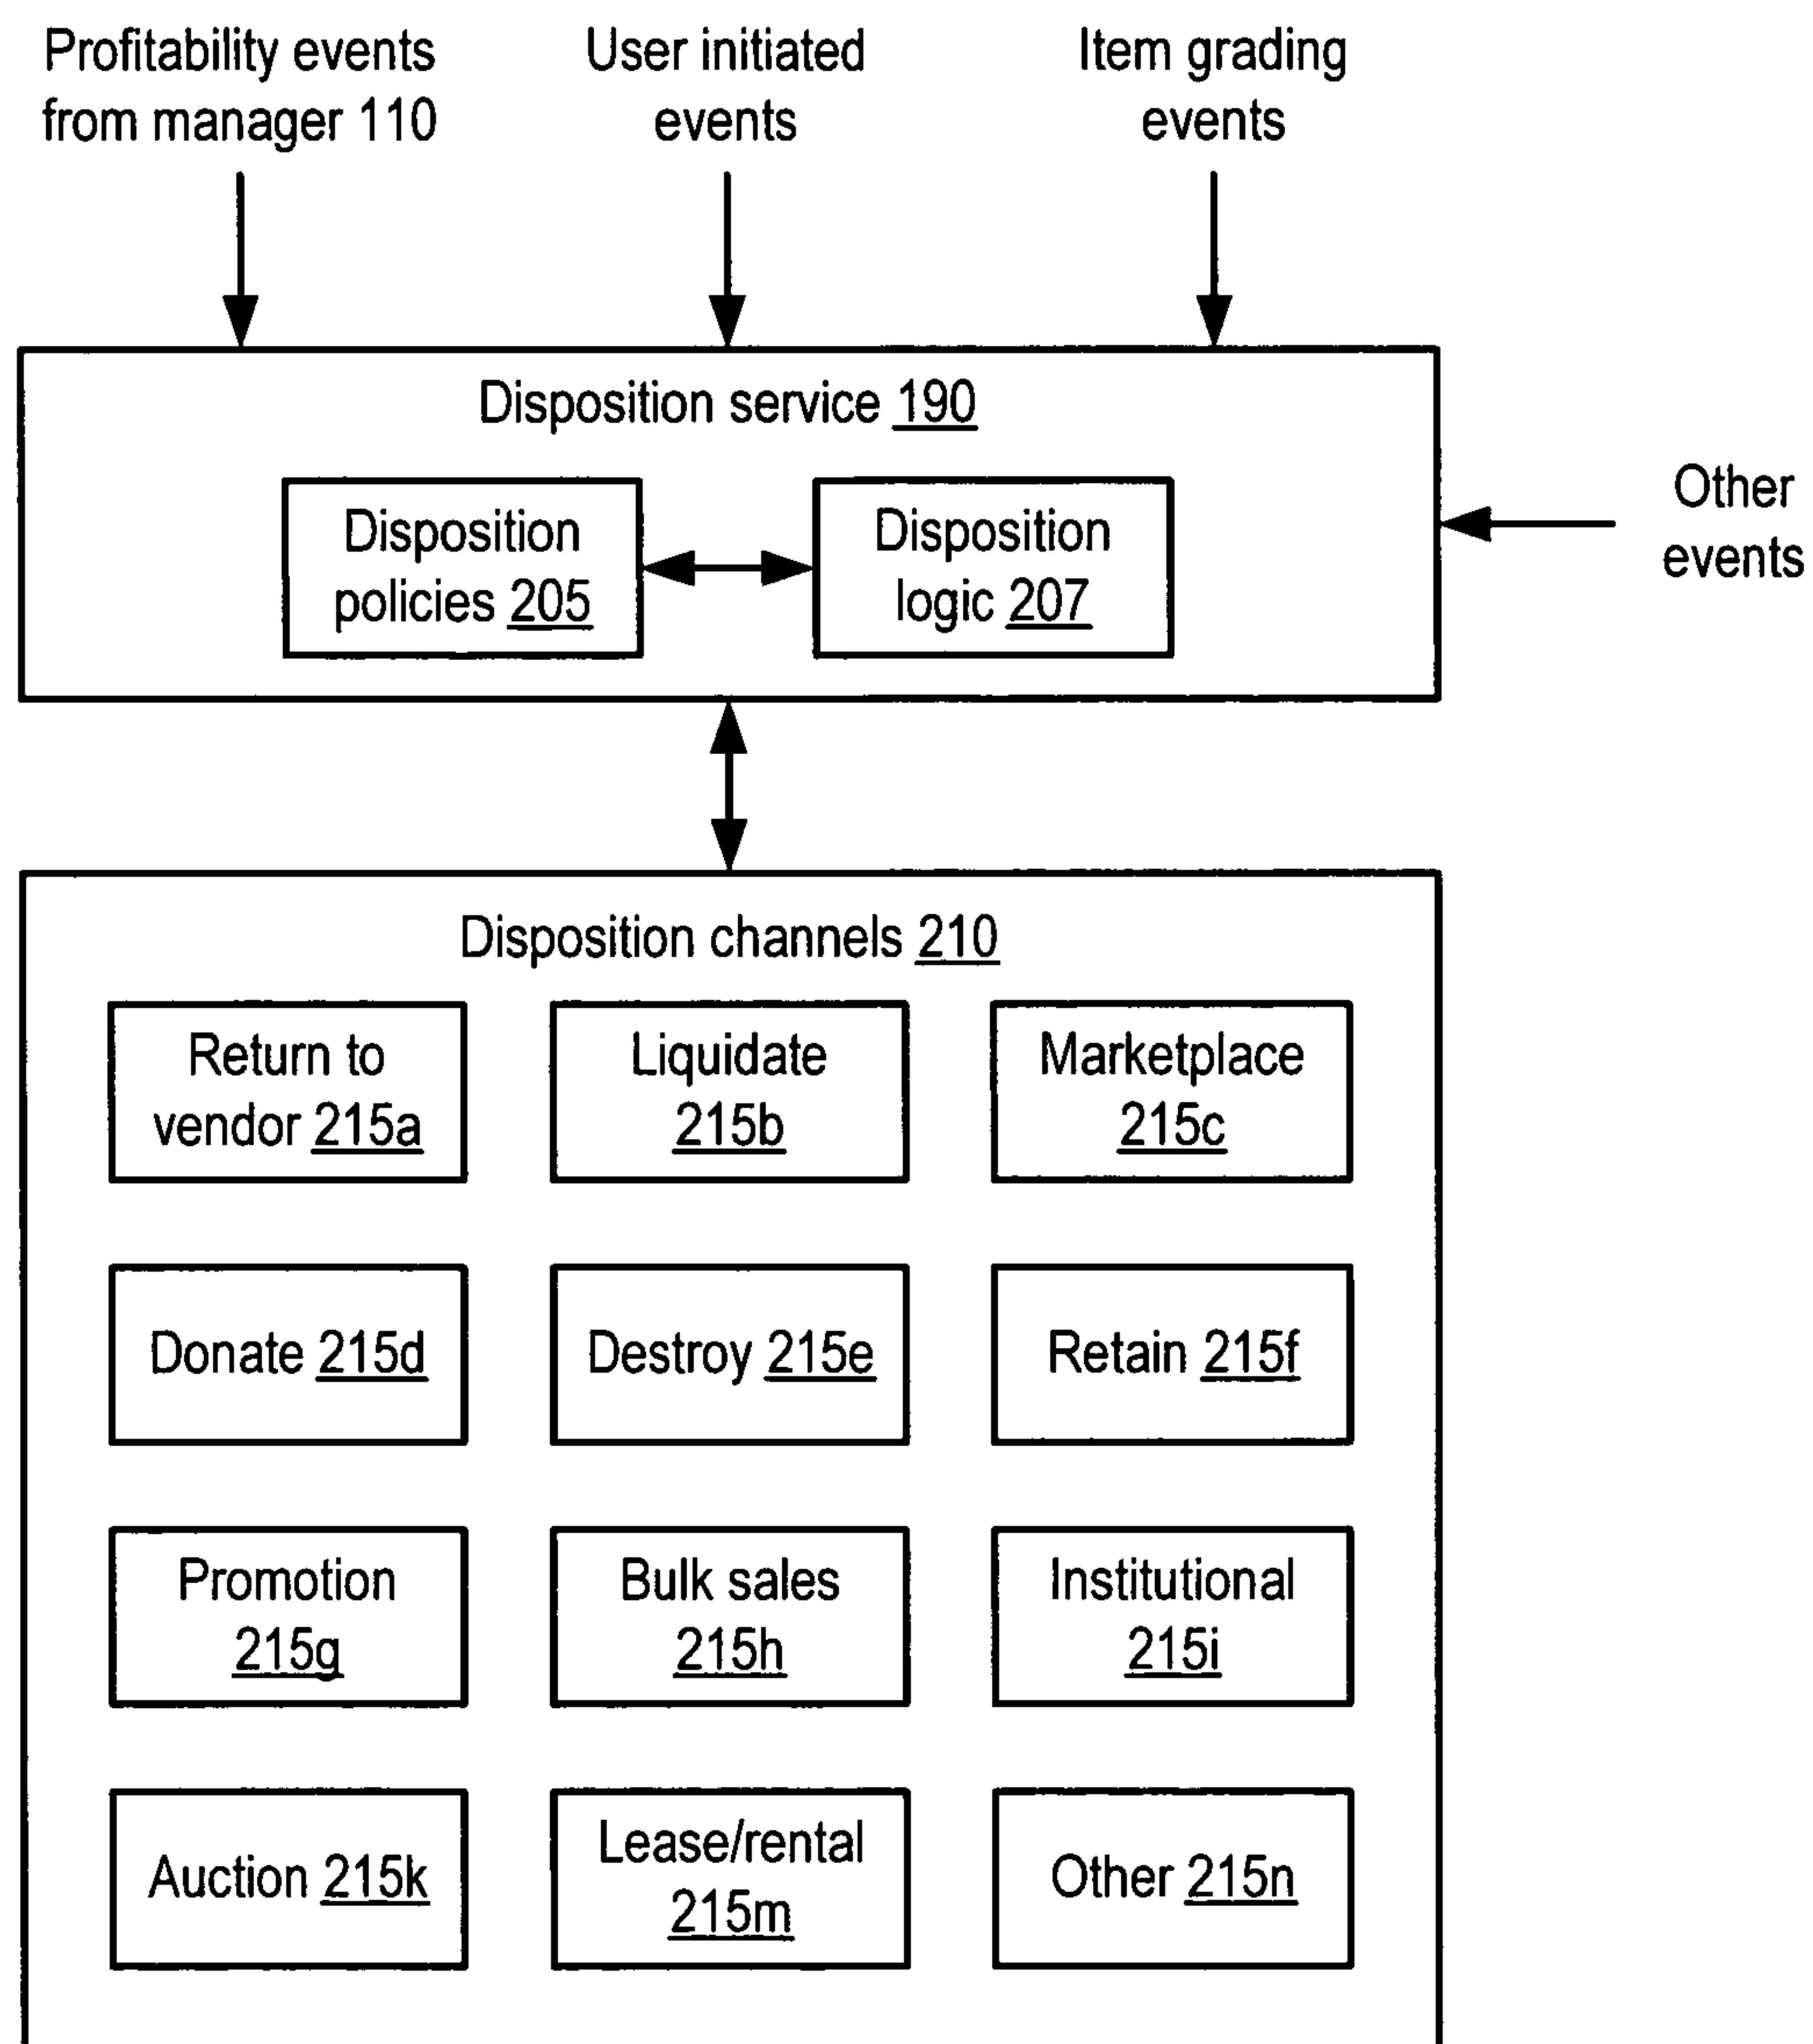 Profitability events
from manager 110
User initiated
events
Item grading
events
Disposition service 190
Disposition
policies 205
Disposition
logic 207
Other
events
Disposition channels 210
Return to
vendor 215a
Liquidate
215b
Marketplace
215c
Donate 215d
Destroy 215e
Retain 215f
Promotion
215g
Bulk sales
215h
Institutional
215i
Auction 215k
Lease/rental
215m
Other 215n